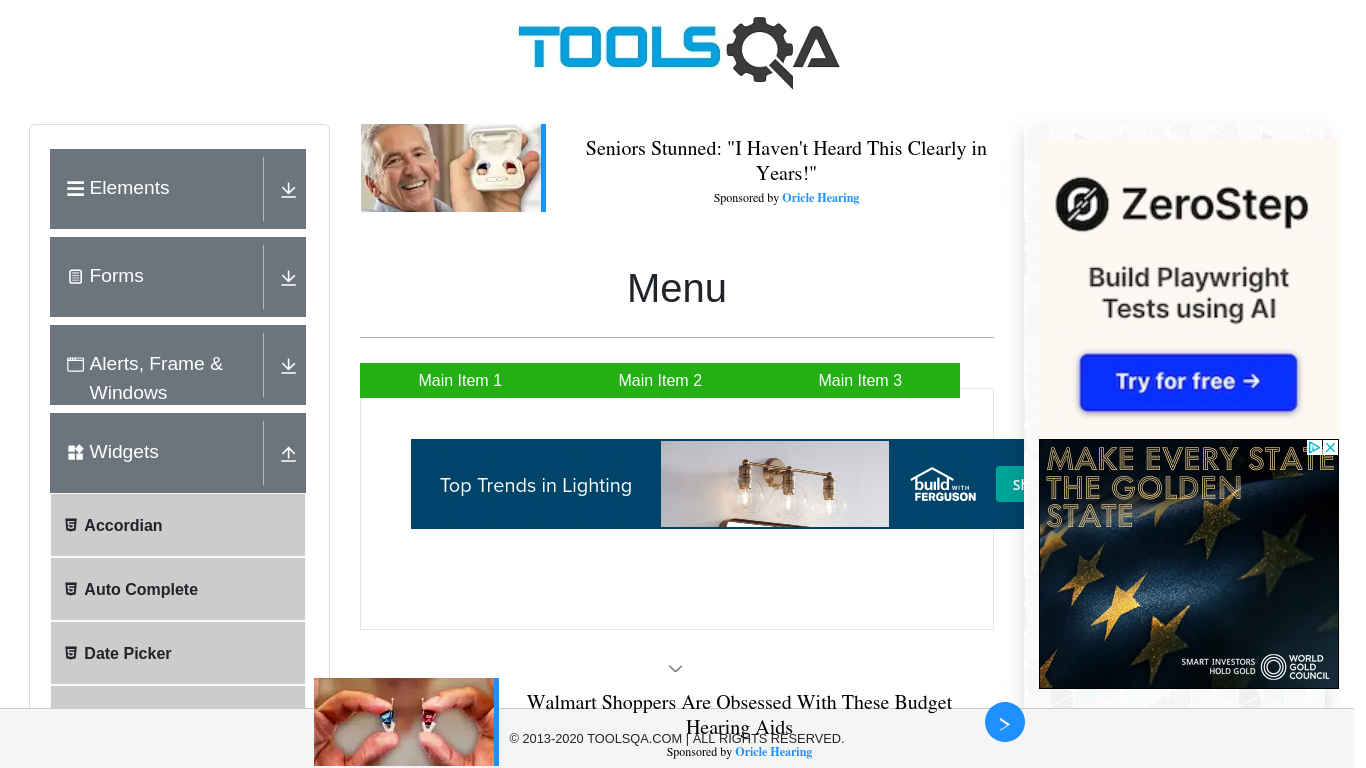 TOOLSQA
Elements
Forms
Alerts, Frame &
Windows
Widgets
Accordian
Auto Complete
Date Picker
Seniors Stunned: "I Haven't Heard This Clearly in
Years!"
Sponsored by Oricle Hearing
Menu
Main Item 1
Main Item 2
Main Item 3
Top Trends in Lighting
build WITH
FERGUSON
ZeroStep
Build Playwright
Tests using AI
Try for free →
MAKE EVERY STATE
THE GOLDEN
STATE
SMART INVESTORS
HOLD GOLD
WORLD
GOLD
COUNCIL
Walmart Shoppers Are Obsessed With These Budget
Hearing Aids
Sponsored by Oricle Hearing
© 2013-2020 TOOLSQA.COM | ALL RIGHTS RESERVED.